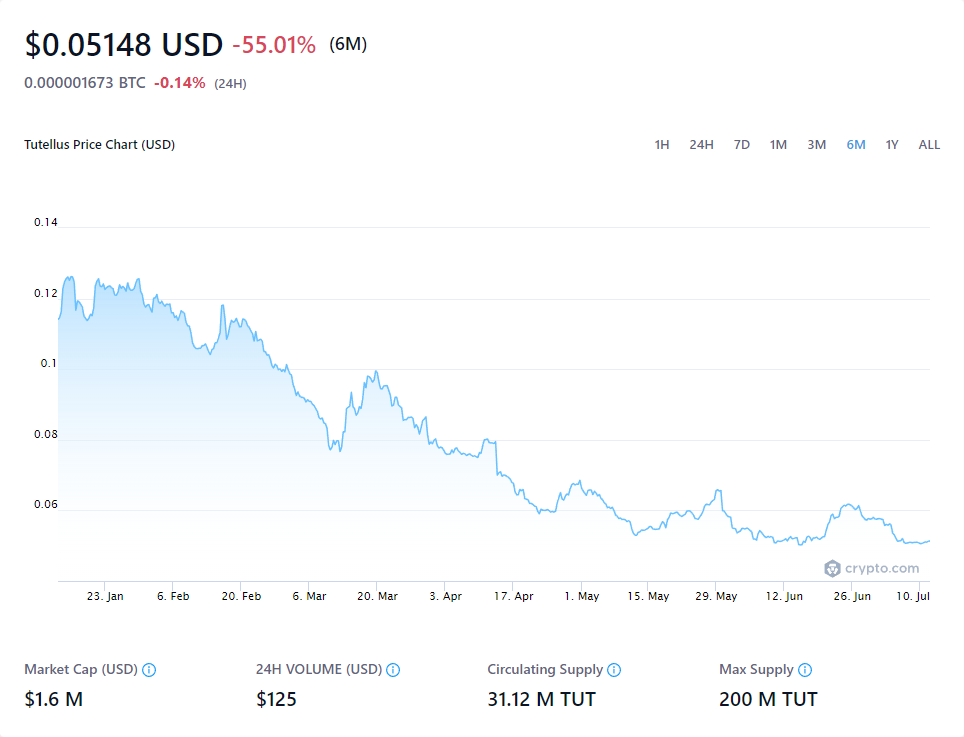 $0.05148 USD -55.01% (6M)
0.000001673 BTC -0.14% (24H)
Tutellus Price Chart (USD) 1H 24H 7D 1M 3M 6M 1Y ALL
0.14
0.12
0.1
0.08
0.06
crypto.com
23. Jan 6. Feb 20. Feb 6. Mar 20. Mar 3. Apr 17. Apr 1. May 15. May 29. May 12. Jun 26. Jun 10. Jul
Market Cap (USD) 24H VOLUME (USD) Circulating Supply Max Supply
$1.6 M $125 31.12 M TUT 200 M TUT